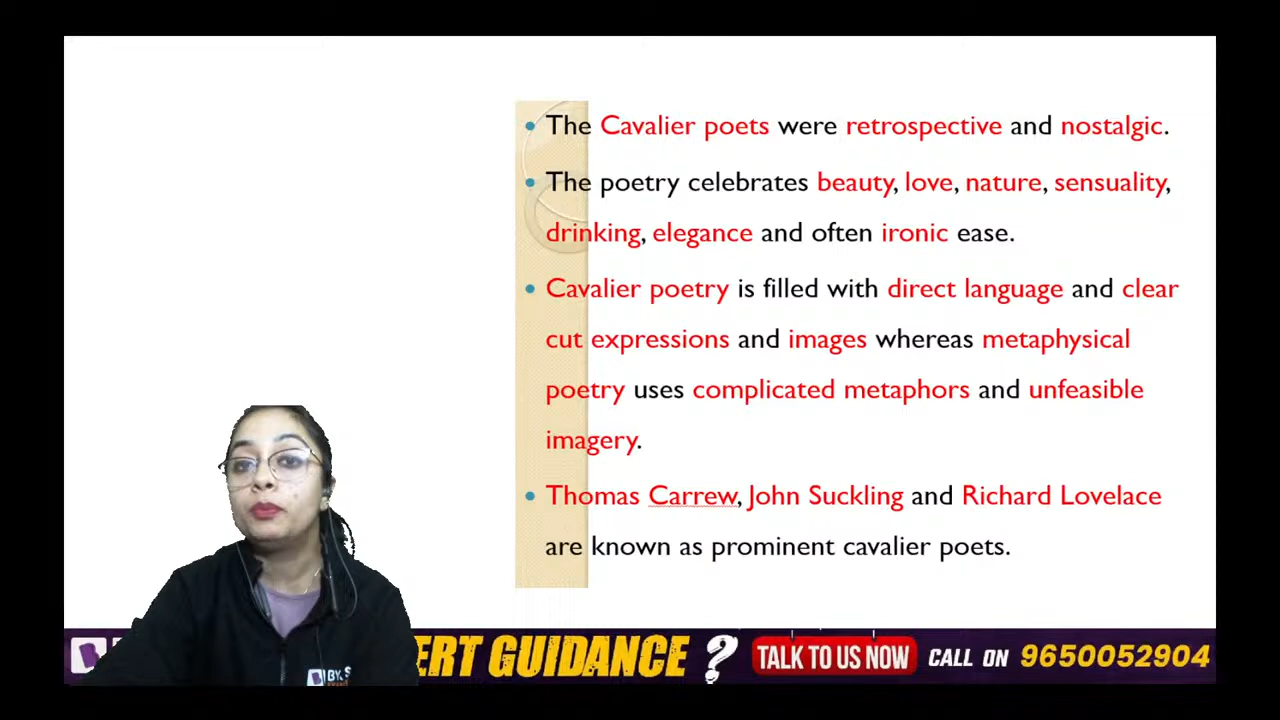 The Cavalier poets were retrospective and nostalgic.
The poetry celebrates beauty, love, nature, sensuality,
drinking, elegance and often ironic ease.
Cavalier poetry is filled with direct language and clear
cut expressions and images whereas metaphysical
poetry uses complicated metaphors and unfeasible
imagery.
Thomas Carrew, John Suckling and Richard Lovelace
are known as prominent cavalier poets.
ERT GUIDANCE ? TALK TO US NOW CALL ON 9650052904